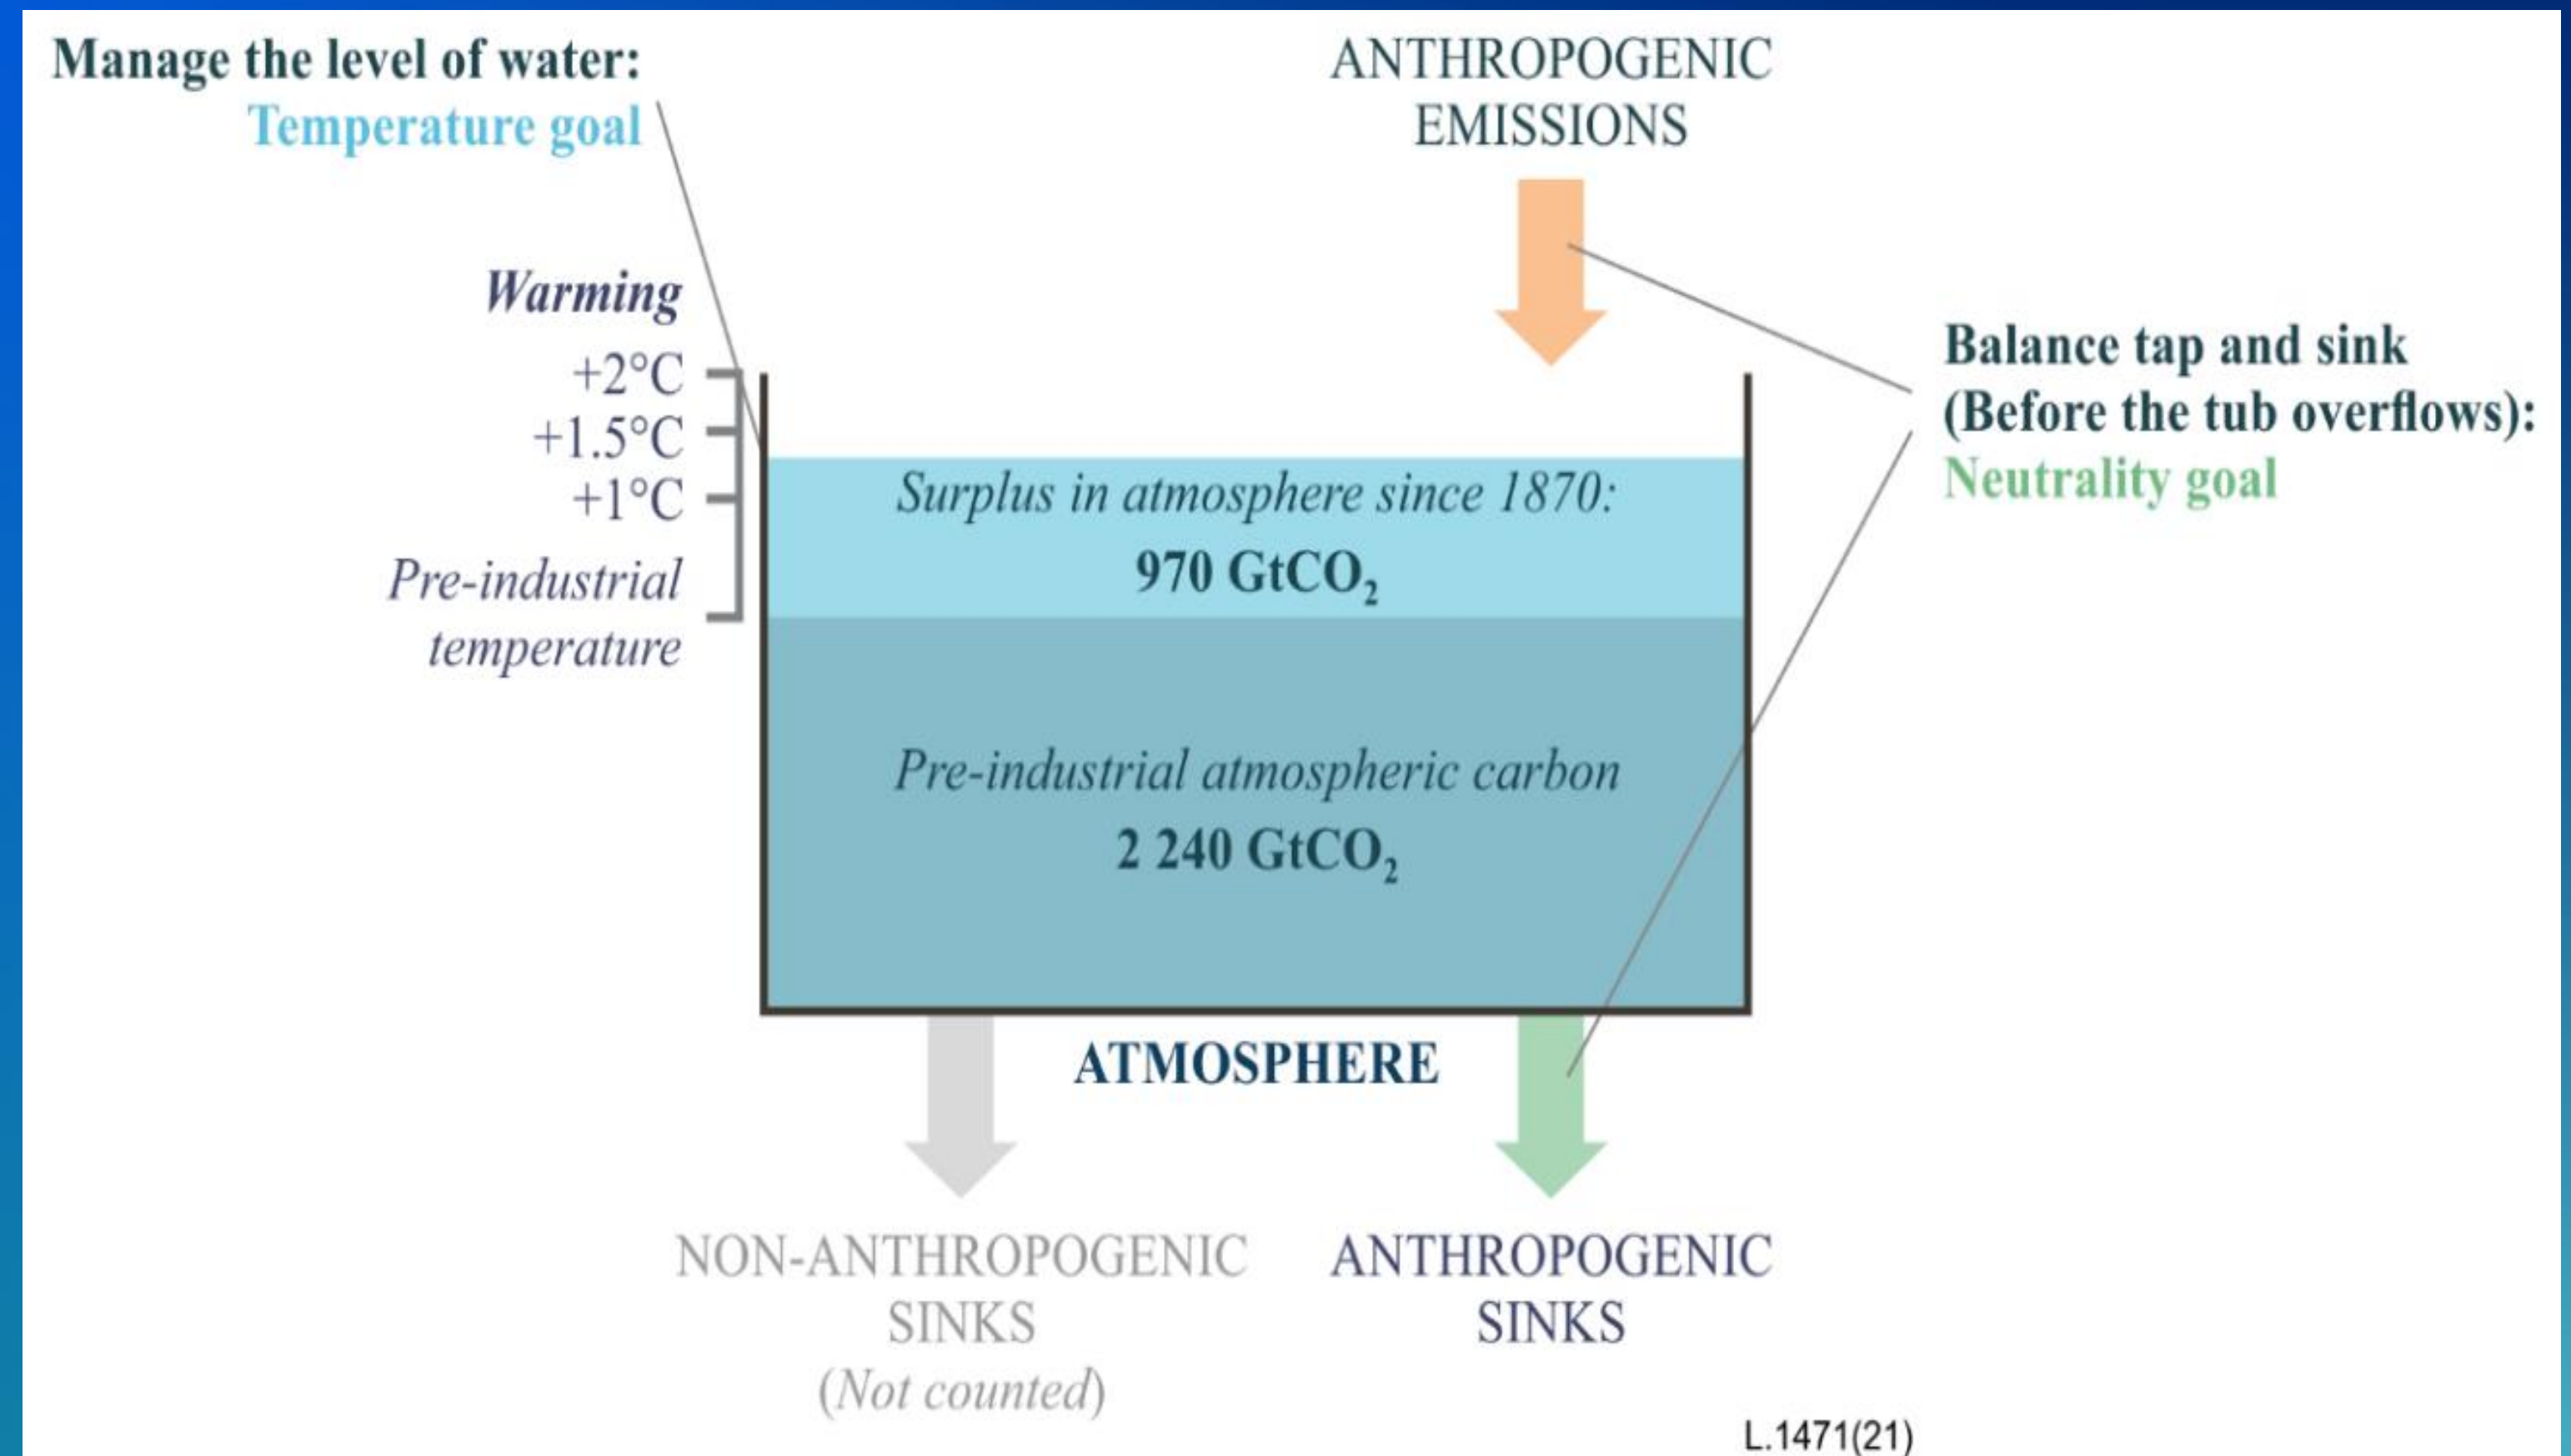 Manage the level of water:
Temperature goal
ANTHROPOGENIC
EMISSIONS
Warming
+2°C
+1.5°C
+1°C
Pre-industrial
temperature
Balance tap and sink
(Before the tub overflows):
Neutrality goal
Surplus in atmosphere since 1870:
970 GtCO₂
Pre-industrial atmospheric carbon
2 240 GtCO₂
ATMOSPHERE
NON-ANTHROPOGENIC
SINKS
(Not counted)
ANTHROPOGENIC
SINKS
L.1471(21)